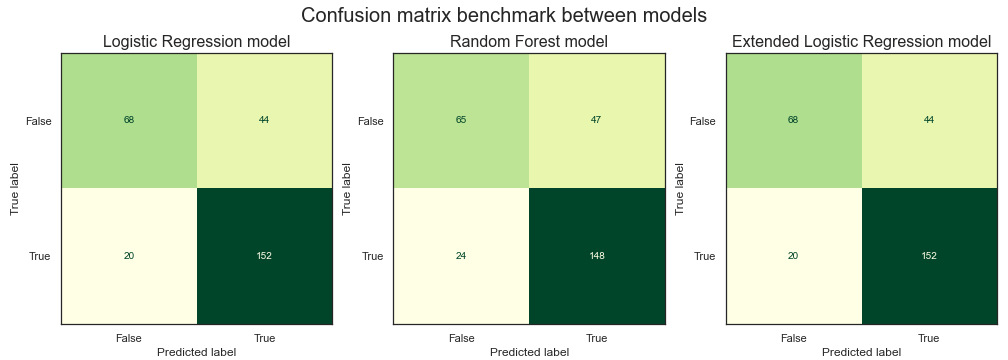 Confusion matrix benchmark between models
Logistic Regression model
False
68
44
True
20
152
True label
False
True
Predicted label
Random Forest model
False
65
47
True
24
148
True label
False
True
Predicted label
Extended Logistic Regression model
False
68
44
True
20
152
True label
False
True
Predicted label